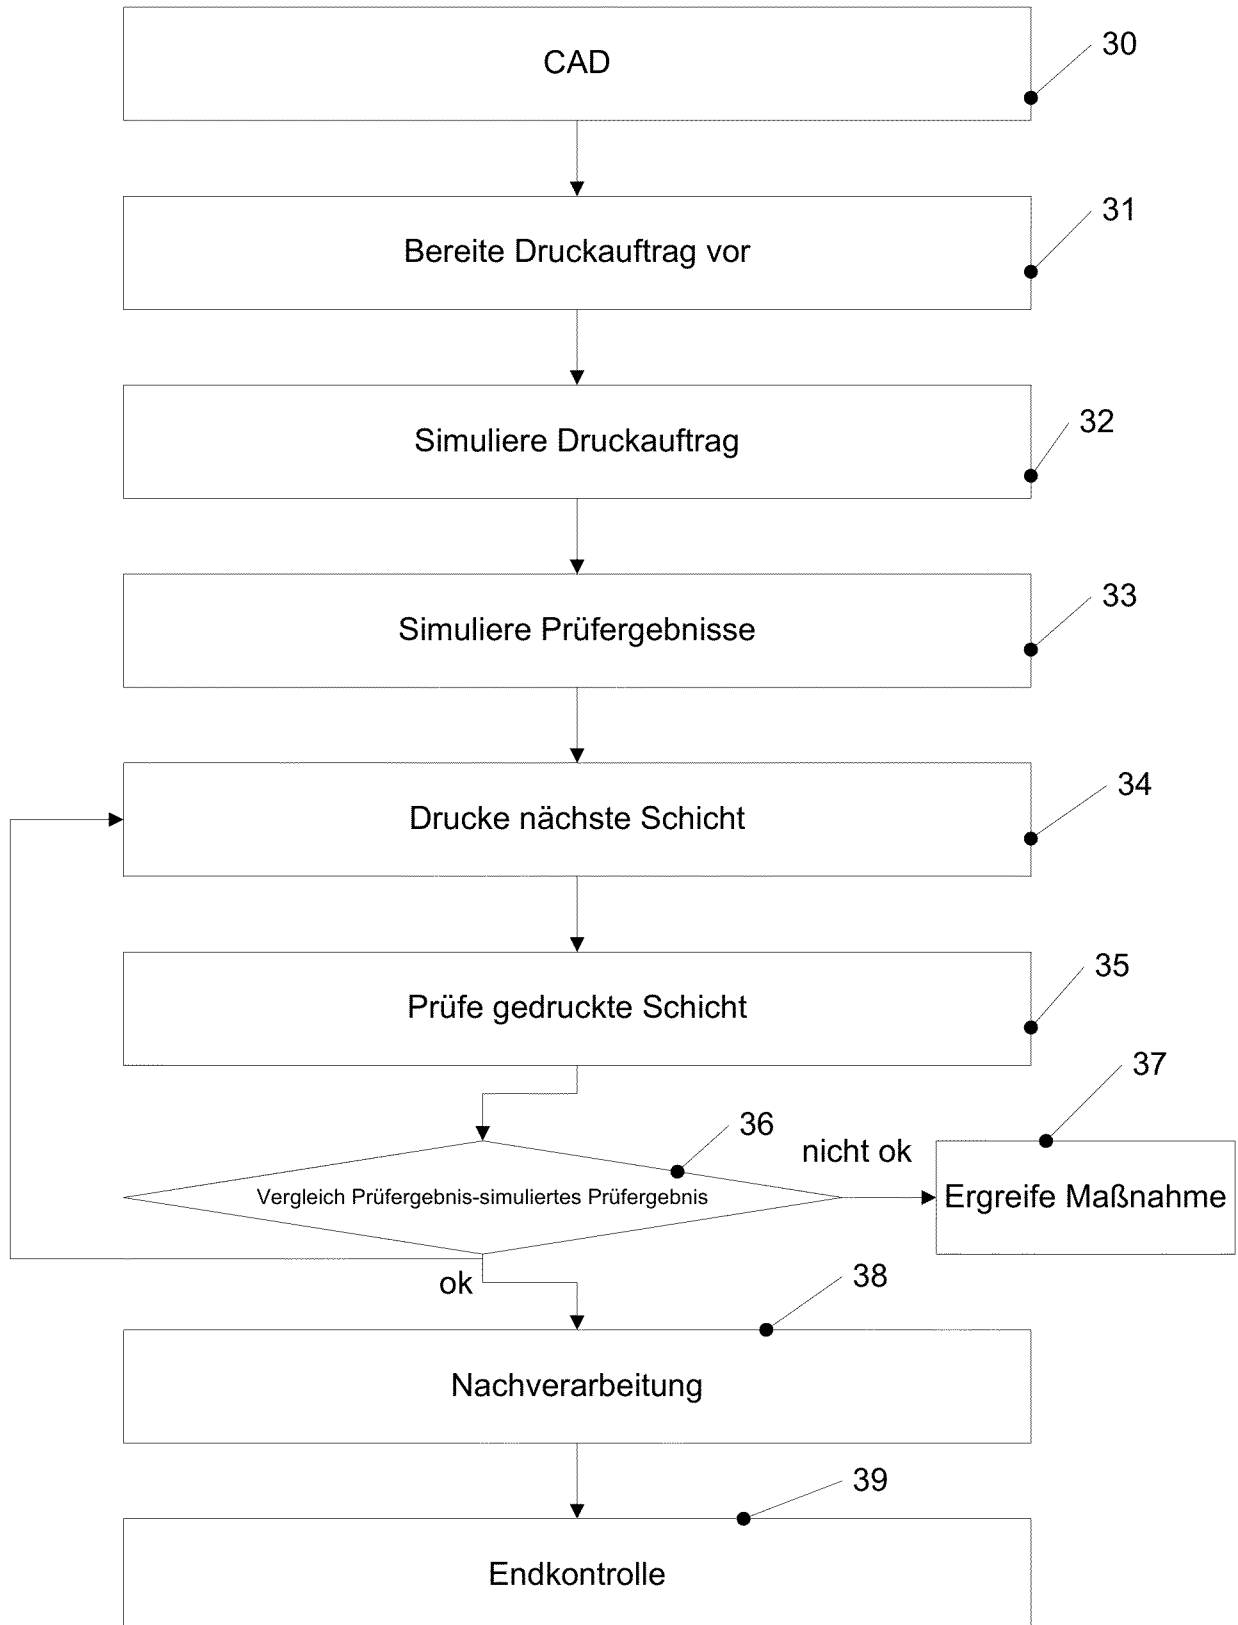 CAD
30
Bereite Druckauftrag vor
31
Simuliere Druckauftrag
32
Simuliere Prüfergebnisse
33
Drucke nächste Schicht
34
Prüfe gedruckte Schicht
35
Vergleich Prüfergebnis-simuliertes Prüfergebnis
36
nicht ok
37
Ergreife Maßnahme
ok
38
Nachverarbeitung
39
Endkontrolle